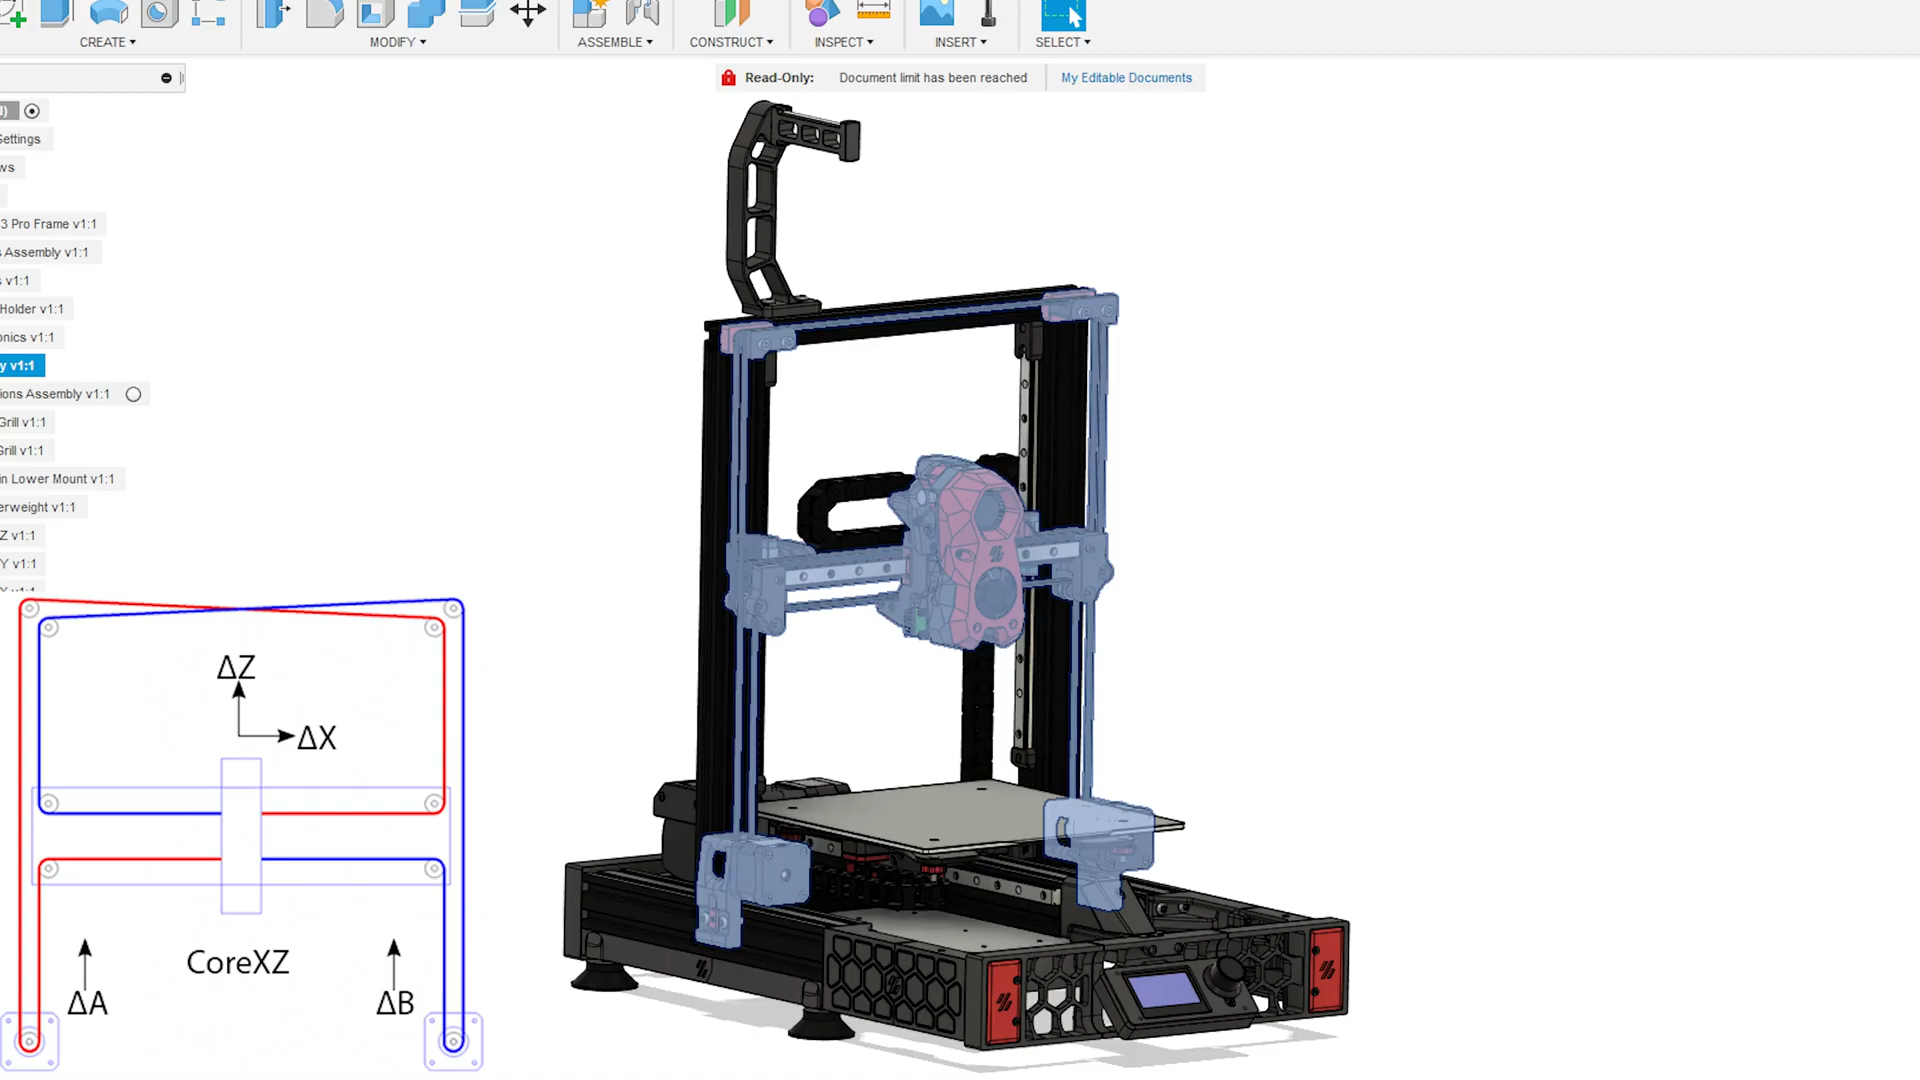 CREATE
MODIFY
ASSEMBLE
CONSTRUCT
INSPECT
INSERT
SELECT
Read-Only: Document limit has been reached My Editable Documents
Settings
ws
3 Pro Frame v1:1
s Assembly v1:1
s v1:1
Holder v1:1
onics v1:1
y v1:1
ions Assembly v1:1
Grill v1:1
Grill v1:1
in Lower Mount v1:1
erweight v1:1
Z v1:1
Y v1:1
ΔZ
ΔX
CoreXZ
ΔA
ΔB